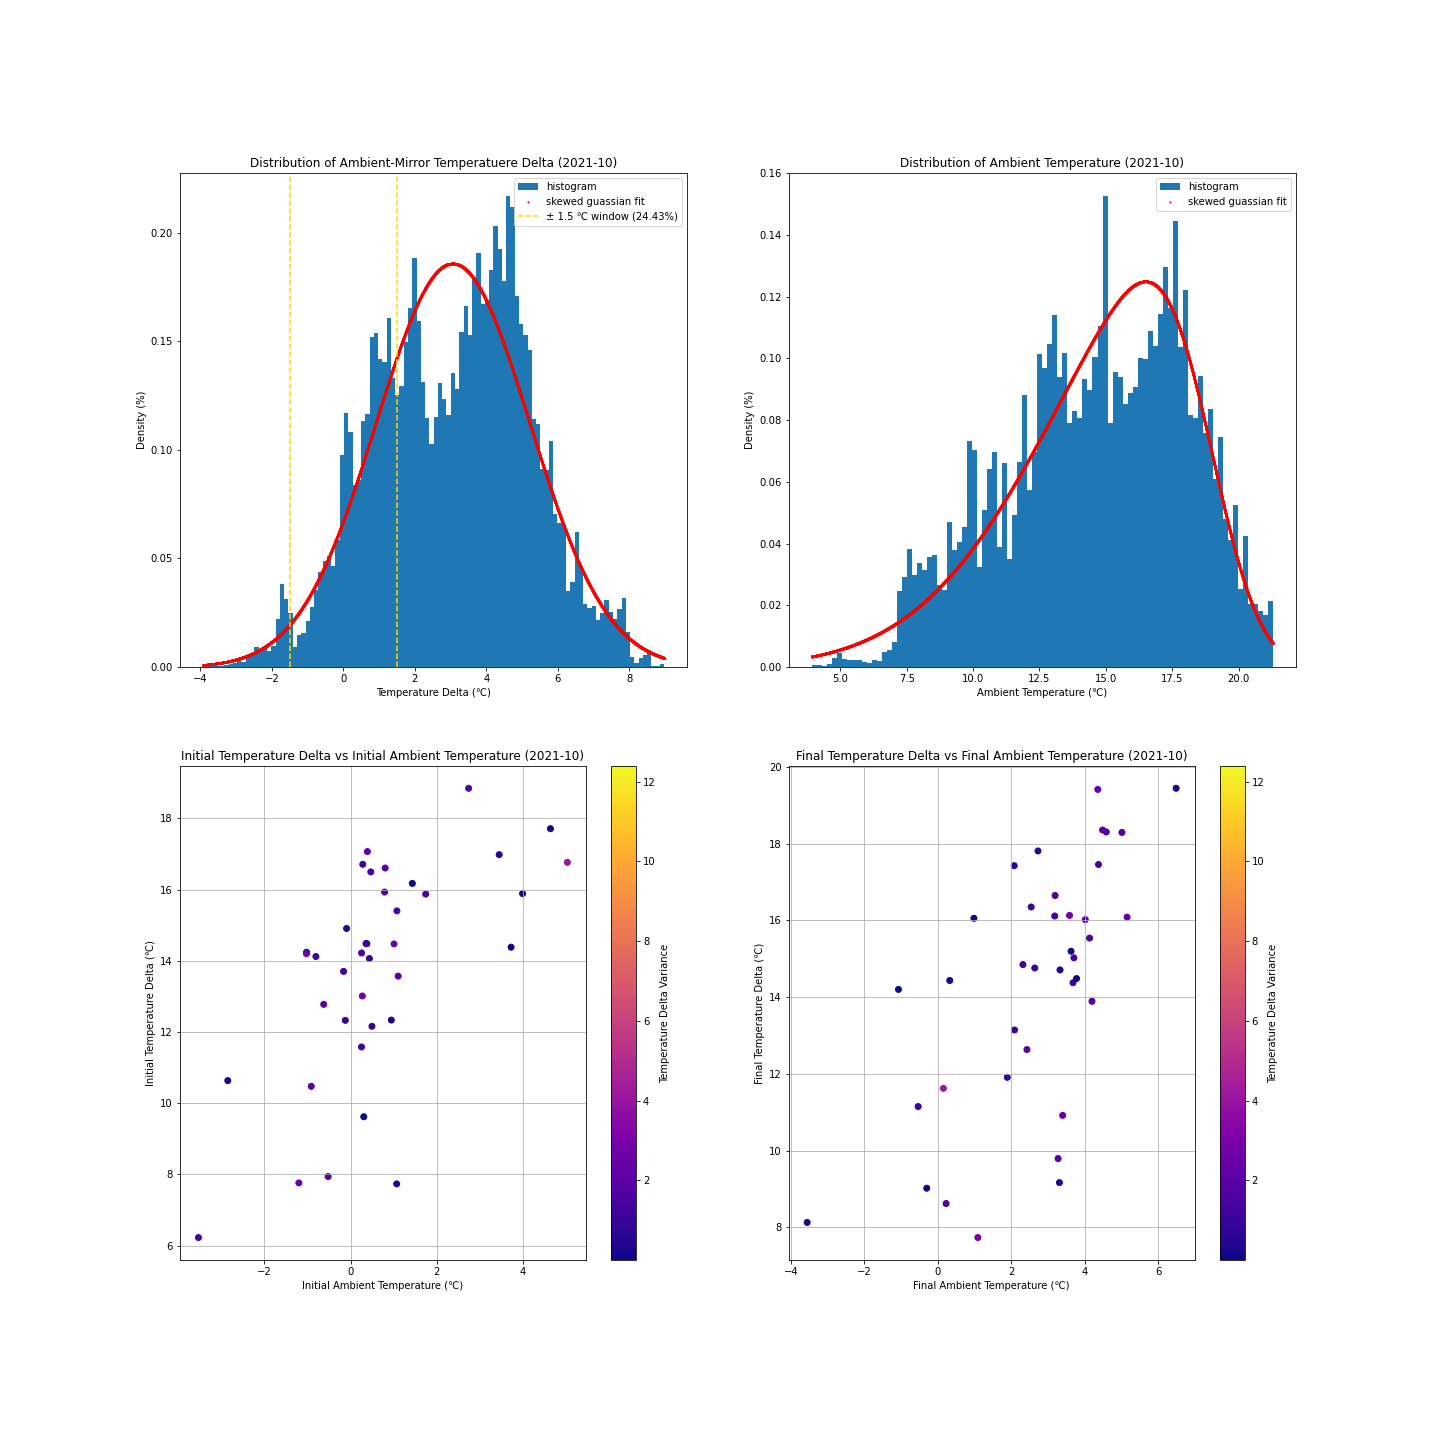 Distribution of Ambient-Mirror Temperatuere Delta (2021-10)
histogram
skewed guassian fit
± 1.5 °C window (24.43%)
Density (%)
0.20
0.15
0.10
0.05
0.00
−4 −2 0 2 4 6 8
Temperature Delta (°C)
Distribution of Ambient Temperature (2021-10)
histogram
skewed guassian fit
Density (%)
0.16
0.14
0.12
0.10
0.08
0.06
0.04
0.02
0.00
5.0 7.5 10.0 12.5 15.0 17.5 20.0
Ambient Temperature (°C)
Initial Temperature Delta vs Initial Ambient Temperature (2021-10)
Initial Temperature Delta (°C)
18
16
14
12
10
8
6
−2 0 2 4
Initial Ambient Temperature (°C)
12
10
8
6
4
2
Temperature Delta Variance
Final Temperature Delta vs Final Ambient Temperature (2021-10)
Final Temperature Delta (°C)
20
18
16
14
12
10
8
−4 −2 0 2 4 6
Final Ambient Temperature (°C)
12
10
8
6
4
2
Temperature Delta Variance